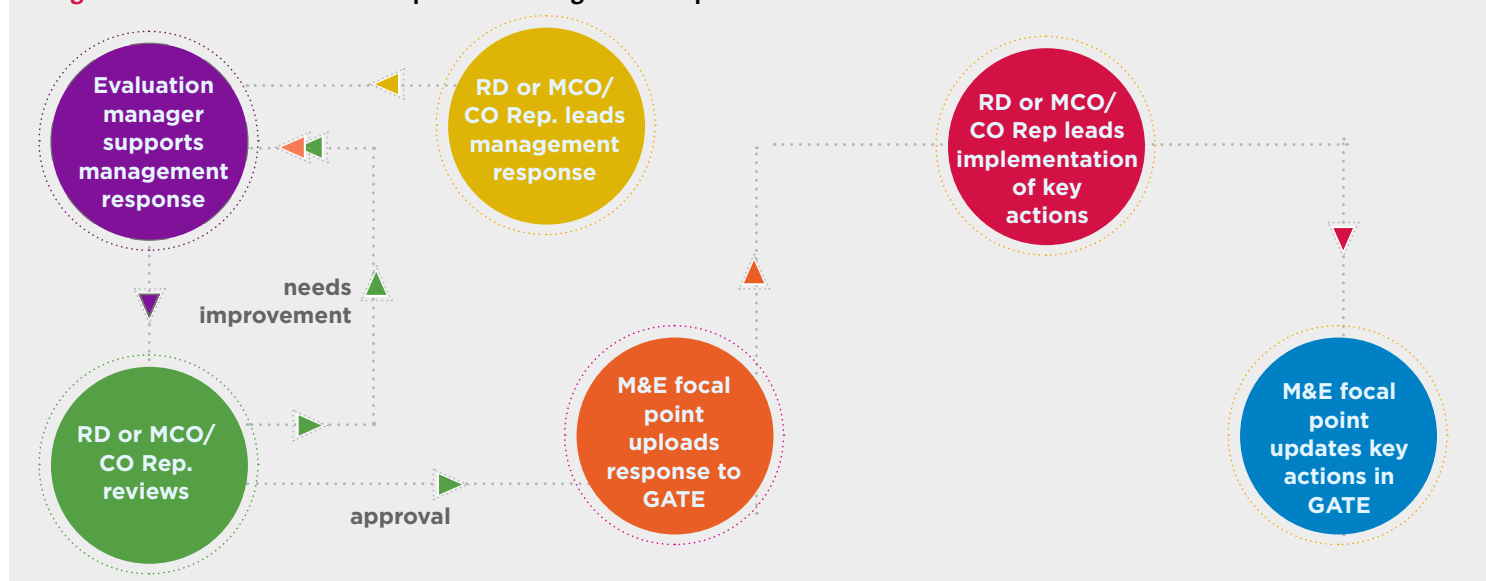 Evaluation
manager
supports
management
response
RD or MCO/
CO Rep. leads
management
response
RD or MCO/
CO Rep leads
implementation
of key
actions
needs
improvement
RD or MCO/
CO Rep.
reviews
approval
M&E focal
point
uploads
response to
GATE
M&E focal
point
updates key
actions in
GATE